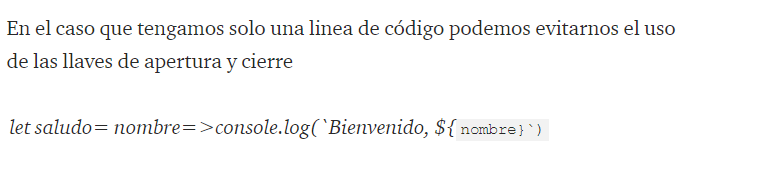 En el caso que tengamos solo una linea de código podemos evitarnos el uso
de las llaves de apertura y cierre
let saludo= nombre=>console.log(`Bienvenido, ${nombre}`)